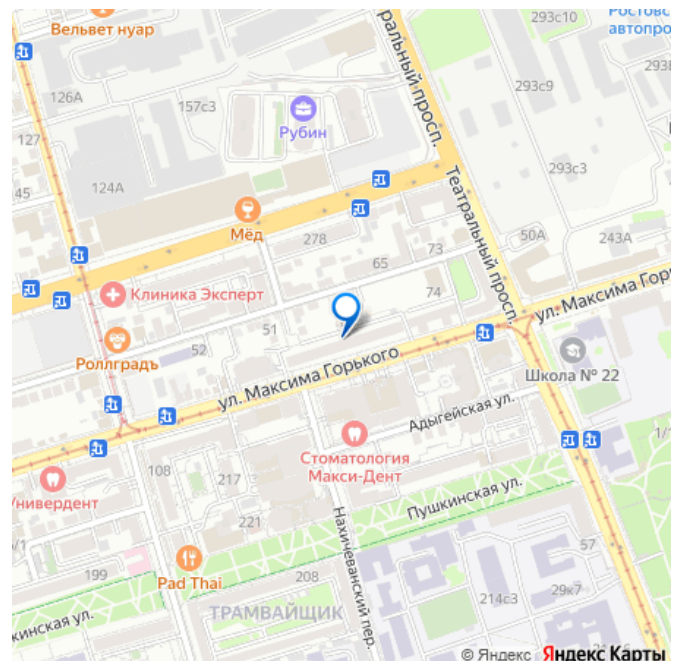 293с10
Ростовс
автопро
Вельвет нуар
ральный просп.
293с9
126А
157с3
Рубин
127
293с3
45
124А
Театральный просп.
Мёд
278
73
50А
243А
65
Клиника Эксперт
74
ул. Максима Горь
51
Роллградъ
52
ул. Максима Горького
Школа № 22
Адыгейская ул.
Стоматология
Макси-Дент
1/1
108
217
Универдент
Пушкинская ул.
221
Нахичеванский пер.
57
Pad Thai
199
208
29к7
214с3
ТРАМВАЙЩИК
кинская ул.
© Яндекс Яндекс Карты